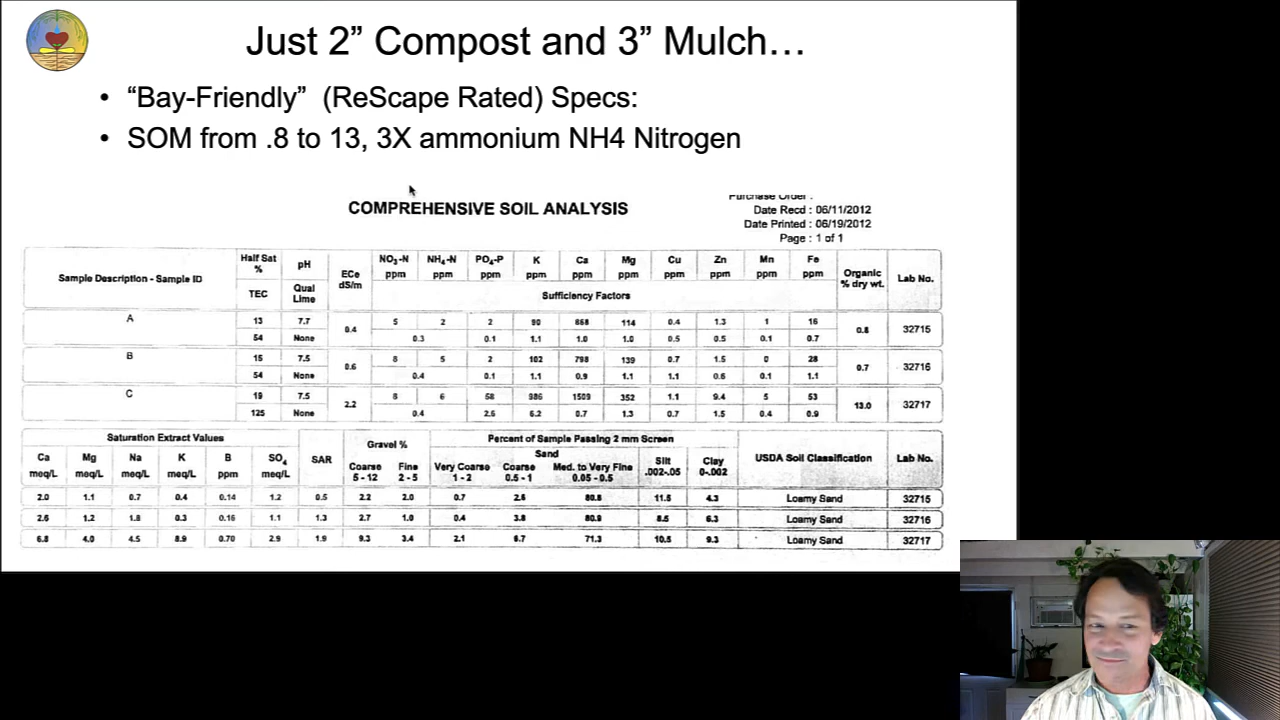 Just 2” Compost and 3” Mulch…
• “Bay-Friendly” (ReScape Rated) Specs:
• SOM from .8 to 13, 3X ammonium NH4 Nitrogen
Purchase Order :
COMPREHENSIVE SOIL ANALYSIS
Date Recd : 06/11/2012
Date Printed : 06/19/2012
Page : 1 of 1
Sample Description - Sample ID Half Sat % pH ECe dS/m NO3-N ppm NH4-N ppm PO4-P ppm K ppm Ca ppm Mg ppm Cu ppm Zn ppm Mn ppm Fe ppm Organic % dry wt. Lab No.
TEC Qual Lime Sufficiency Factors
A 13 7.7 0.4 5 2 2 90 868 114 0.4 1.3 1 16 0.8 32715
54 None 0.3 0.1 1.1 1.0 1.0 0.5 0.5 0.1 0.7
B 15 7.5 0.6 8 5 2 102 798 139 0.7 1.5 0 28 0.7 32716
54 None 0.4 0.1 1.1 0.9 1.1 1.1 0.6 0.1 1.1
C 19 7.5 2.2 8 6 68 986 1509 352 1.1 9.4 5 53 13.0 32717
125 None 0.4 2.6 6.2 0.7 1.3 0.7 1.5 0.4 0.9
Saturation Extract Values SAR Gravel % Percent of Sample Passing 2 mm Screen USDA Soil Classification Lab No.
Sand
Ca meq/L Mg meq/L Na meq/L K meq/L B ppm SO4 meq/L Coarse 5 - 12 Fine 2 - 5 Very Coarse 1 - 2 Coarse 0.5 - 1 Med. to Very Fine 0.05 - 0.5 Silt .002-.05 Clay 0-.002
2.0 1.1 0.7 0.4 0.14 1.2 0.5 2.2 2.0 0.7 2.6 80.8 11.6 4.3 Loamy Sand 32715
2.6 1.2 1.8 0.3 0.16 1.1 1.3 2.7 1.0 0.4 3.8 80.9 8.5 6.3 Loamy Sand 32716
6.8 4.0 4.5 8.9 0.70 2.9 1.9 9.3 3.4 2.1 6.7 71.3 10.5 9.3 Loamy Sand 32717